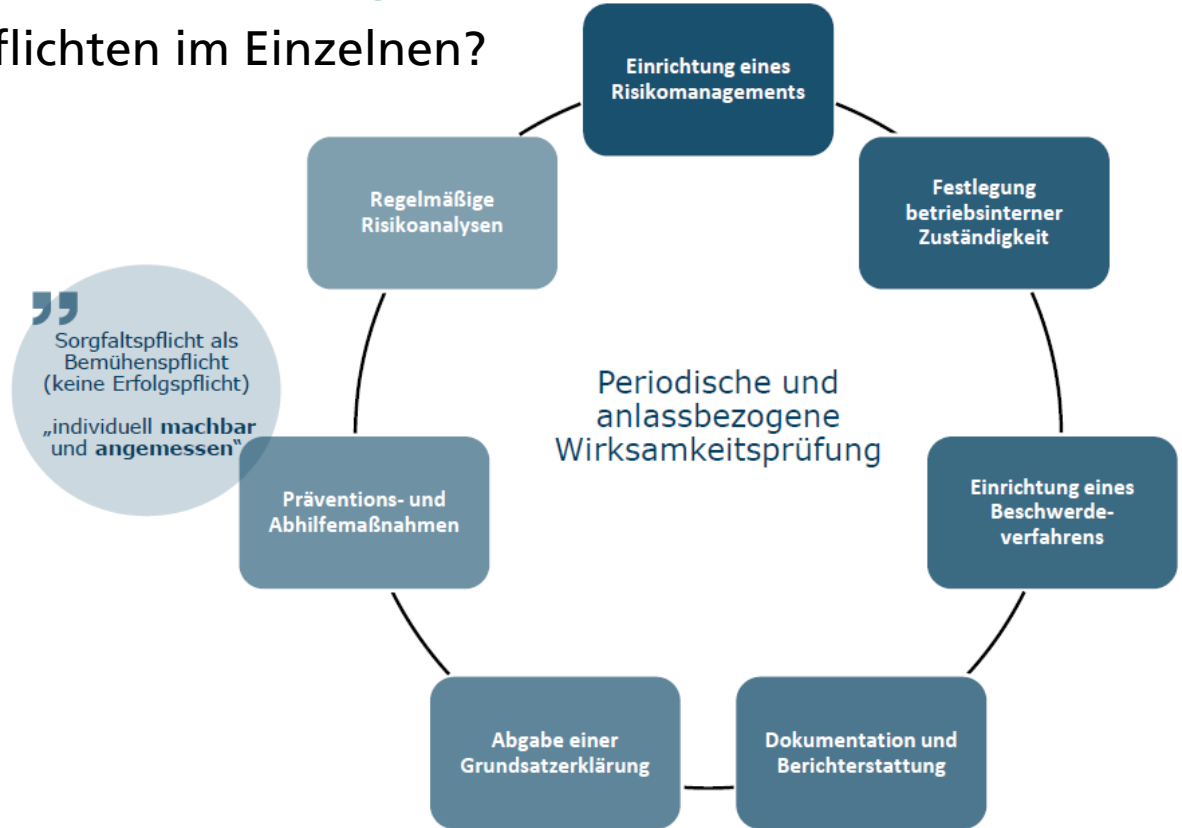 flichten im Einzelnen?
Einrichtung eines
Risikomanagements
Festlegung
betriebsinterner
Zuständigkeit
Einrichtung eines
Beschwerde-
verfahrens
Dokumentation und
Berichterstattung
Abgabe einer
Grundsatzerklärung
Präventions- und
Abhilfemaßnahmen
Regelmäßige
Risikoanalysen
Periodische und
anlassbezogene
Wirksamkeitsprüfung
”
Sorgfaltspflicht als
Bemühenspflicht
(keine Erfolgspflicht)
„individuell machbar
und angemessen“